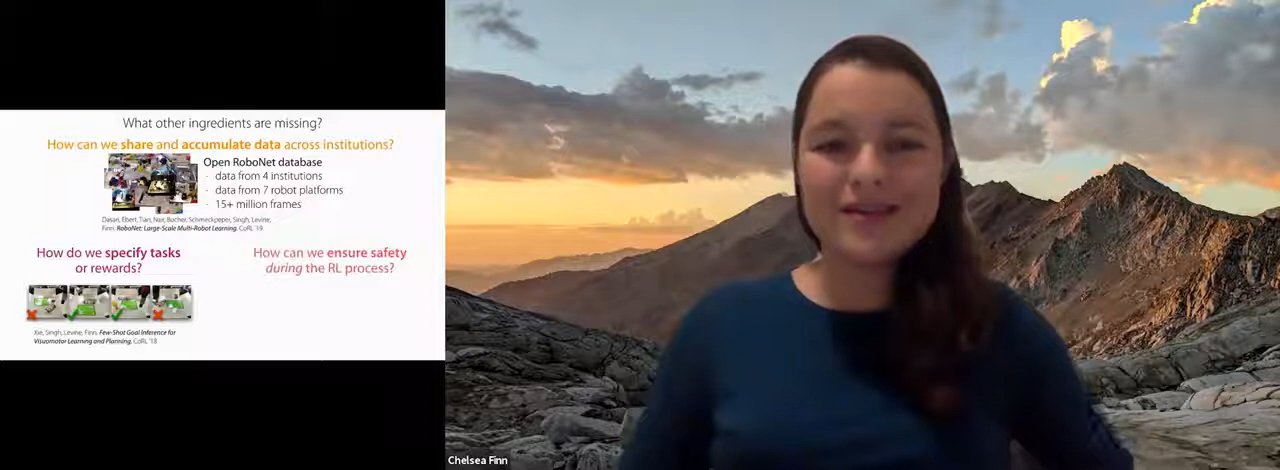 What other ingredients are missing?
How can we share and accumulate data across institutions?
Open RoboNet database
· data from 4 institutions
· data from 7 robot platforms
· 15+ million frames
Dasari, Ebert, Tian, Nair, Bucher, Schmeckpeper, Singh, Levine,
Finn. RoboNet: Large-Scale Multi-Robot Learning. CoRL '19
How do we specify tasks
or rewards?
How can we ensure safety
during the RL process?
Xie, Singh, Levine, Finn. Few-Shot Goal Inference for
Visuomotor Learning and Planning. CoRL '18
Chelsea Finn